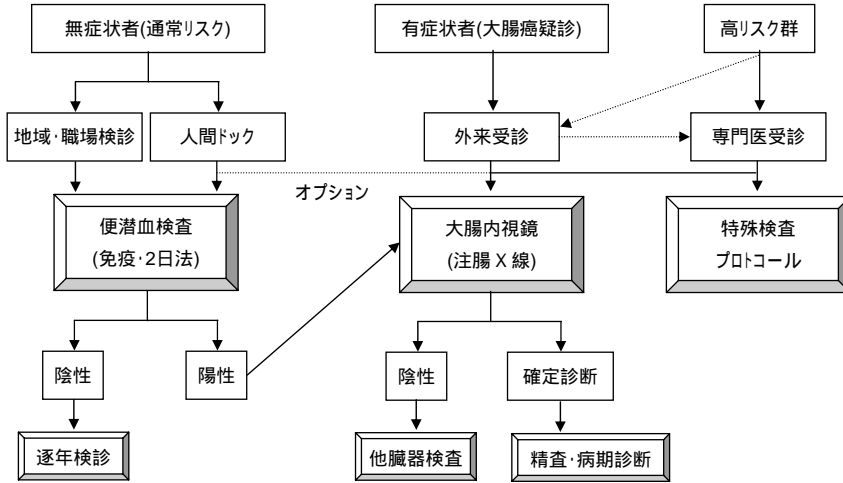 無症状者(通常リスク)
有症状者(大腸癌疑診)
高リスク群
地域･職場検診
人間ドック
外来受診
専門医受診
オプション
便潜血検査
(免疫･2日法)
大腸内視鏡
(注腸X線)
特殊検査
プロトコール
陰性
陽性
陰性
確定診断
逐年検診
他臓器検査
精査･病期診断